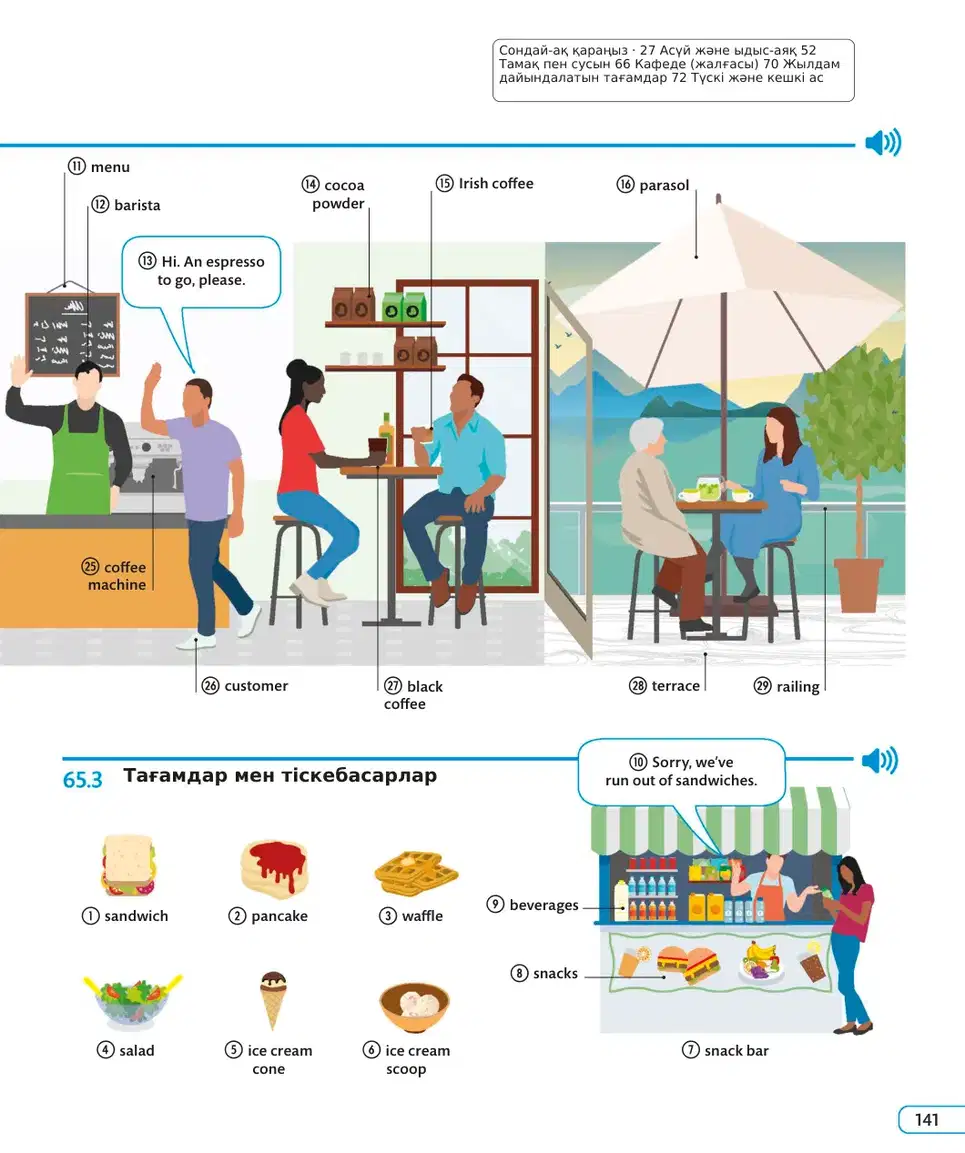 Сондай-ақ қараңыз · 27 Асүй және ыдыс-аяқ 52
Тамақ пен сусын 66 Кафеде (жалғасы) 70 Жылдам
дайындалатын тағамдар 72 Түскі және кешкі ас
⑪ menu
⑫ barista
⑬ Hi. An espresso
to go, please.
⑭ cocoa
powder
⑮ Irish coffee
⑯ parasol
㉕ coffee
machine
㉖ customer
㉗ black
coffee
㉘ terrace
㉙ railing
65.3 Тағамдар мен тіскебасарлар
⑩ Sorry, we’ve
run out of sandwiches.
① sandwich
② pancake
③ waffle
⑨ beverages
⑧ snacks
④ salad
⑤ ice cream
cone
⑥ ice cream
scoop
⑦ snack bar
141